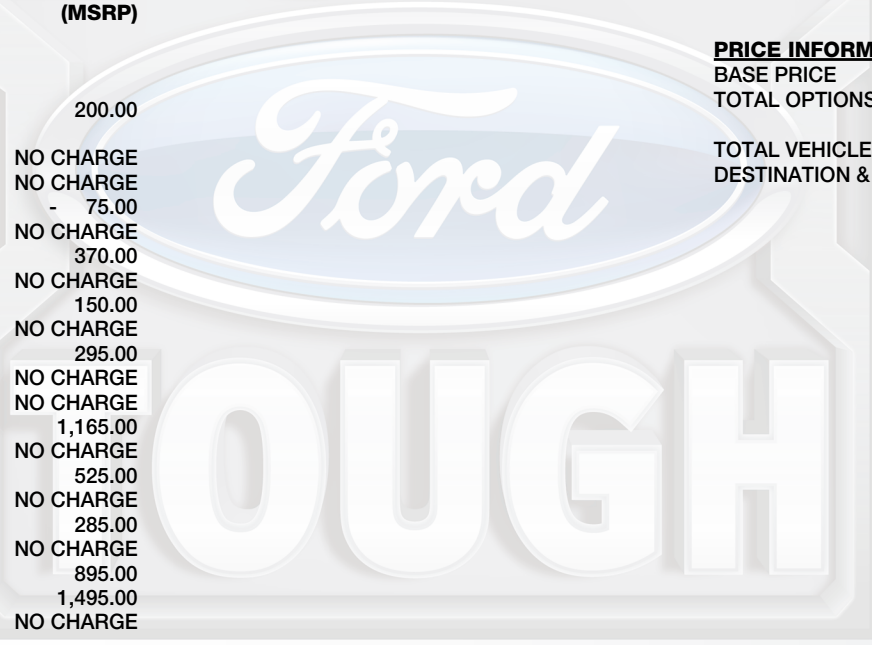 (MSRP)
200.00
NO CHARGE
NO CHARGE
- 75.00
NO CHARGE
370.00
NO CHARGE
150.00
NO CHARGE
295.00
NO CHARGE
NO CHARGE
1,165.00
NO CHARGE
525.00
NO CHARGE
285.00
NO CHARGE
895.00
1,495.00
NO CHARGE
PRICE INFORM
BASE PRICE
TOTAL OPTIONS
TOTAL VEHICLE
DESTINATION &
Ford
TOUGH